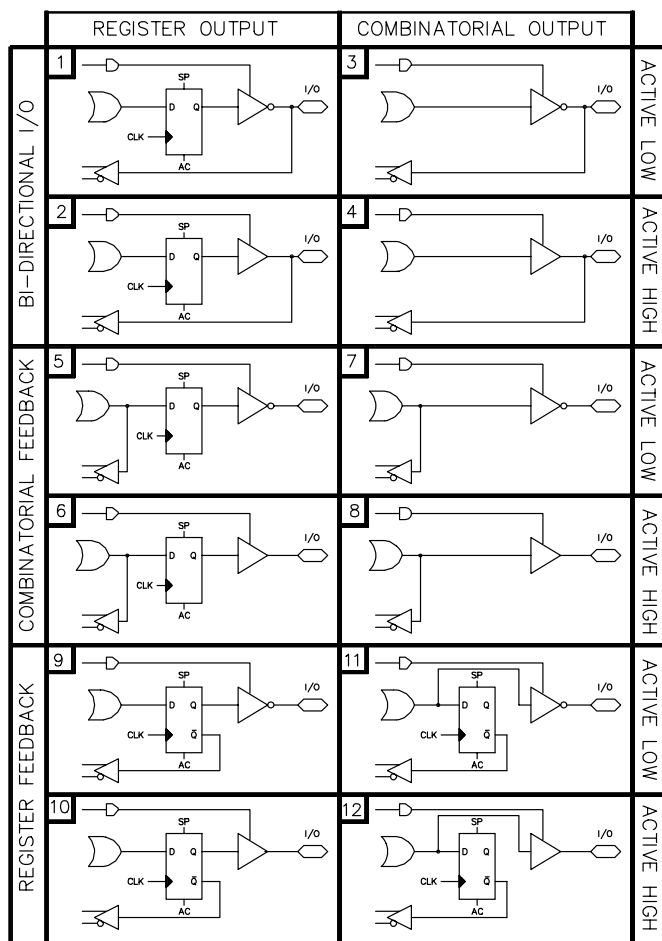 REGISTER OUTPUT
COMBINATORIAL OUTPUT
BI-DIRECTIONAL I/O
1
SP
I/O
D Q
CLK
AC
3
I/O
ACTIVE LOW
2
SP
I/O
D Q
CLK
AC
4
I/O
ACTIVE HIGH
COMBINATORIAL FEEDBACK
5
SP
I/O
D Q
CLK
AC
7
I/O
ACTIVE LOW
6
SP
I/O
D Q
CLK
AC
8
I/O
ACTIVE HIGH
REGISTER FEEDBACK
9
SP
I/O
D Q
CLK Q̅
AC
11
SP
I/O
D Q
CLK Q̅
AC
ACTIVE LOW
10
SP
I/O
D Q
CLK Q̅
AC
12
SP
I/O
D Q
CLK Q̅
AC
ACTIVE HIGH